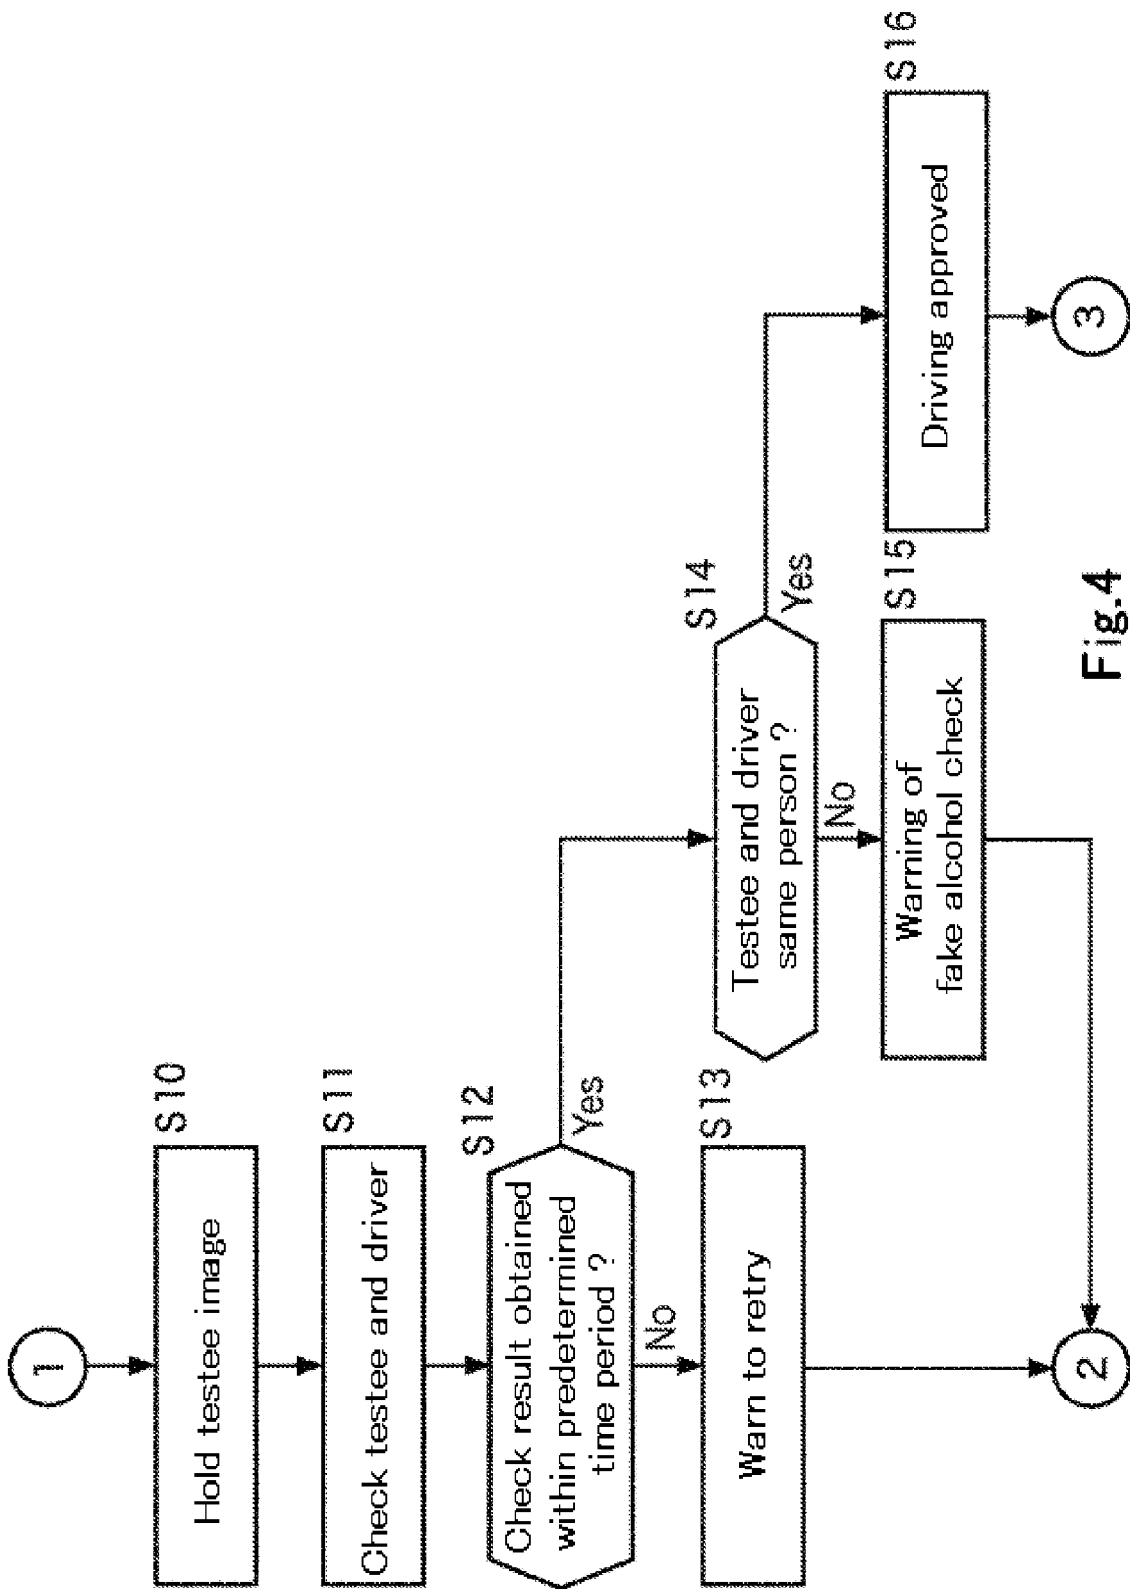 1
S10
Hold testee image
S11
Check testee and driver
S12
Check result obtained
within predetermined
time period ?
Yes
No
S13
Warn to retry
S14
Testee and driver
same person ?
Yes
No
S15
Warning of
fake alcohol check
S16
Driving approved
2
3
Fig.4